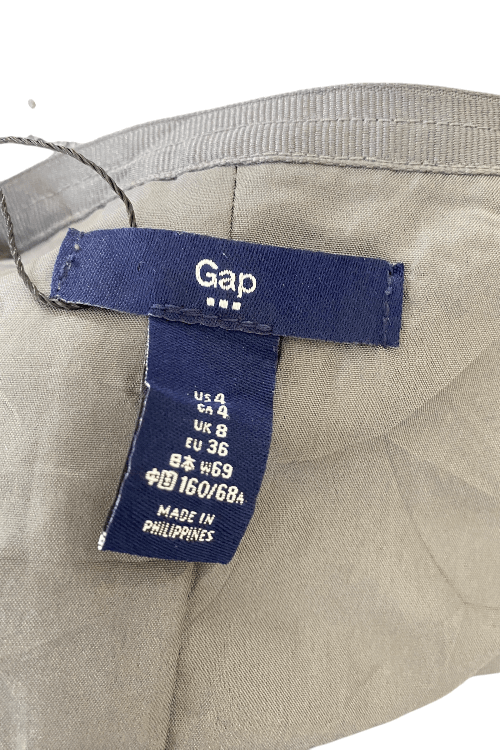 Gap
US 4
CA 4
UK 8
EU 36
日本 W69
中国 160/68A
MADE IN
PHILIPPINES